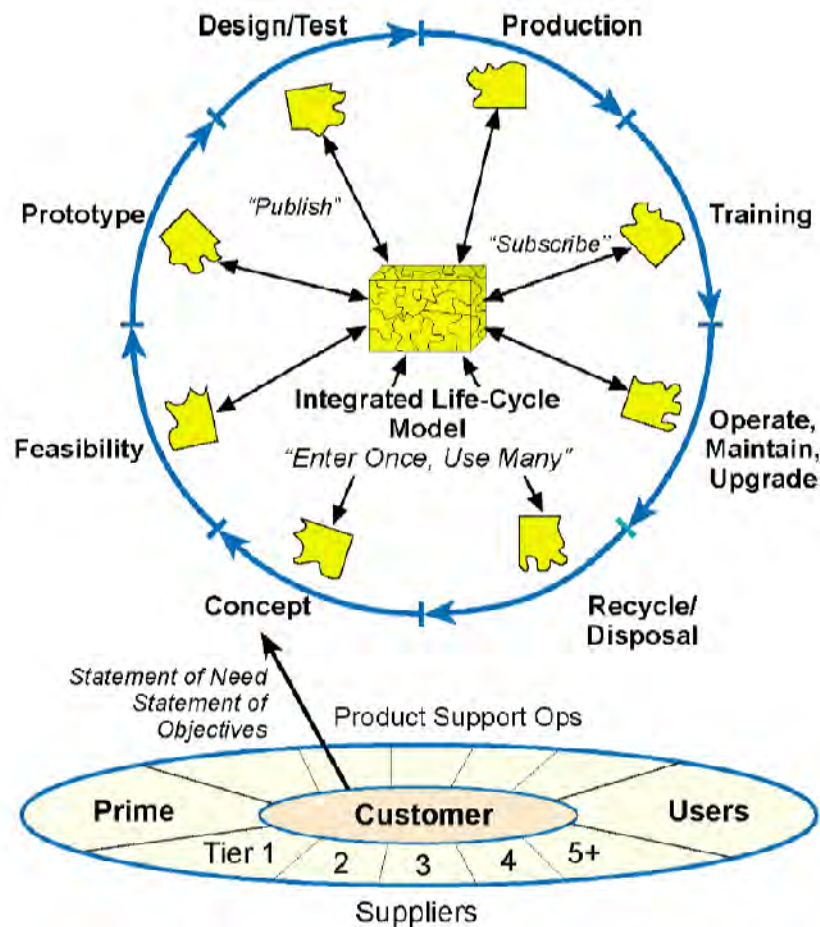 Design/Test
Production
"Publish"
Prototype
"Subscribe"
Training
Integrated Life-Cycle
Model
"Enter Once, Use Many"
Feasibility
Operate,
Maintain,
Upgrade
Concept
Recycle/
Disposal
Statement of Need
Statement of
Objectives
Product Support Ops
Prime
Customer
Users
Tier 1
2
3
4
5+
Suppliers